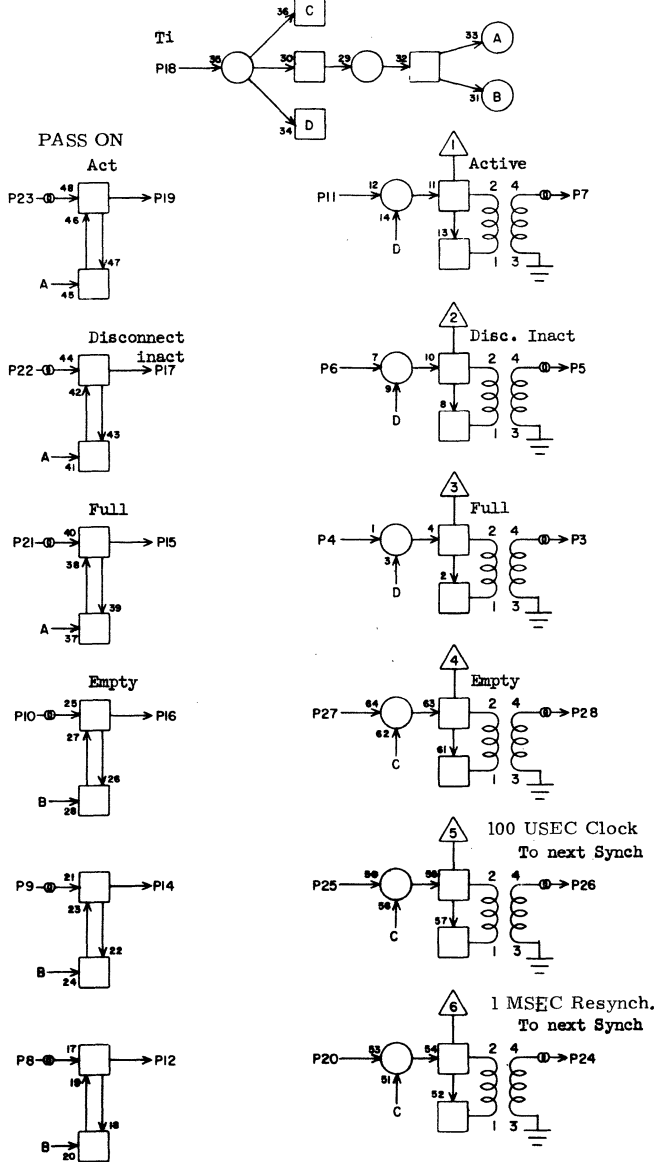 36 C
Ti
33 A
P18 35 30 29 32
31 B
34 D
PASS ON
Act
P23 48 P19
46
47
A 45
Disconnect
inact
P22 44 P17
42
43
A 41
Full
P21 40 P15
38
39
A 37
Empty
P10 25 P16
27
26
B 28
P9 21 P14
23
22
B 24
P8 17 P12
19
18
B 20
1
Active
P11 12 11 2 4 P7
14 13
D 1 3
2
Disc. Inact
P6 7 10 2 4 P5
9 8
D 1 3
3
Full
P4 1 4 2 4 P3
3 2
D 1 3
4
Empty
P27 64 63 2 4 P28
62 61
C 1 3
5
100 USEC Clock
To next Synch
P25 2 4 P26
56 57
C 1 3
6
1 MSEC Resynch.
To next Synch
P20 53 54 2 4 P24
51 52
C 1 3